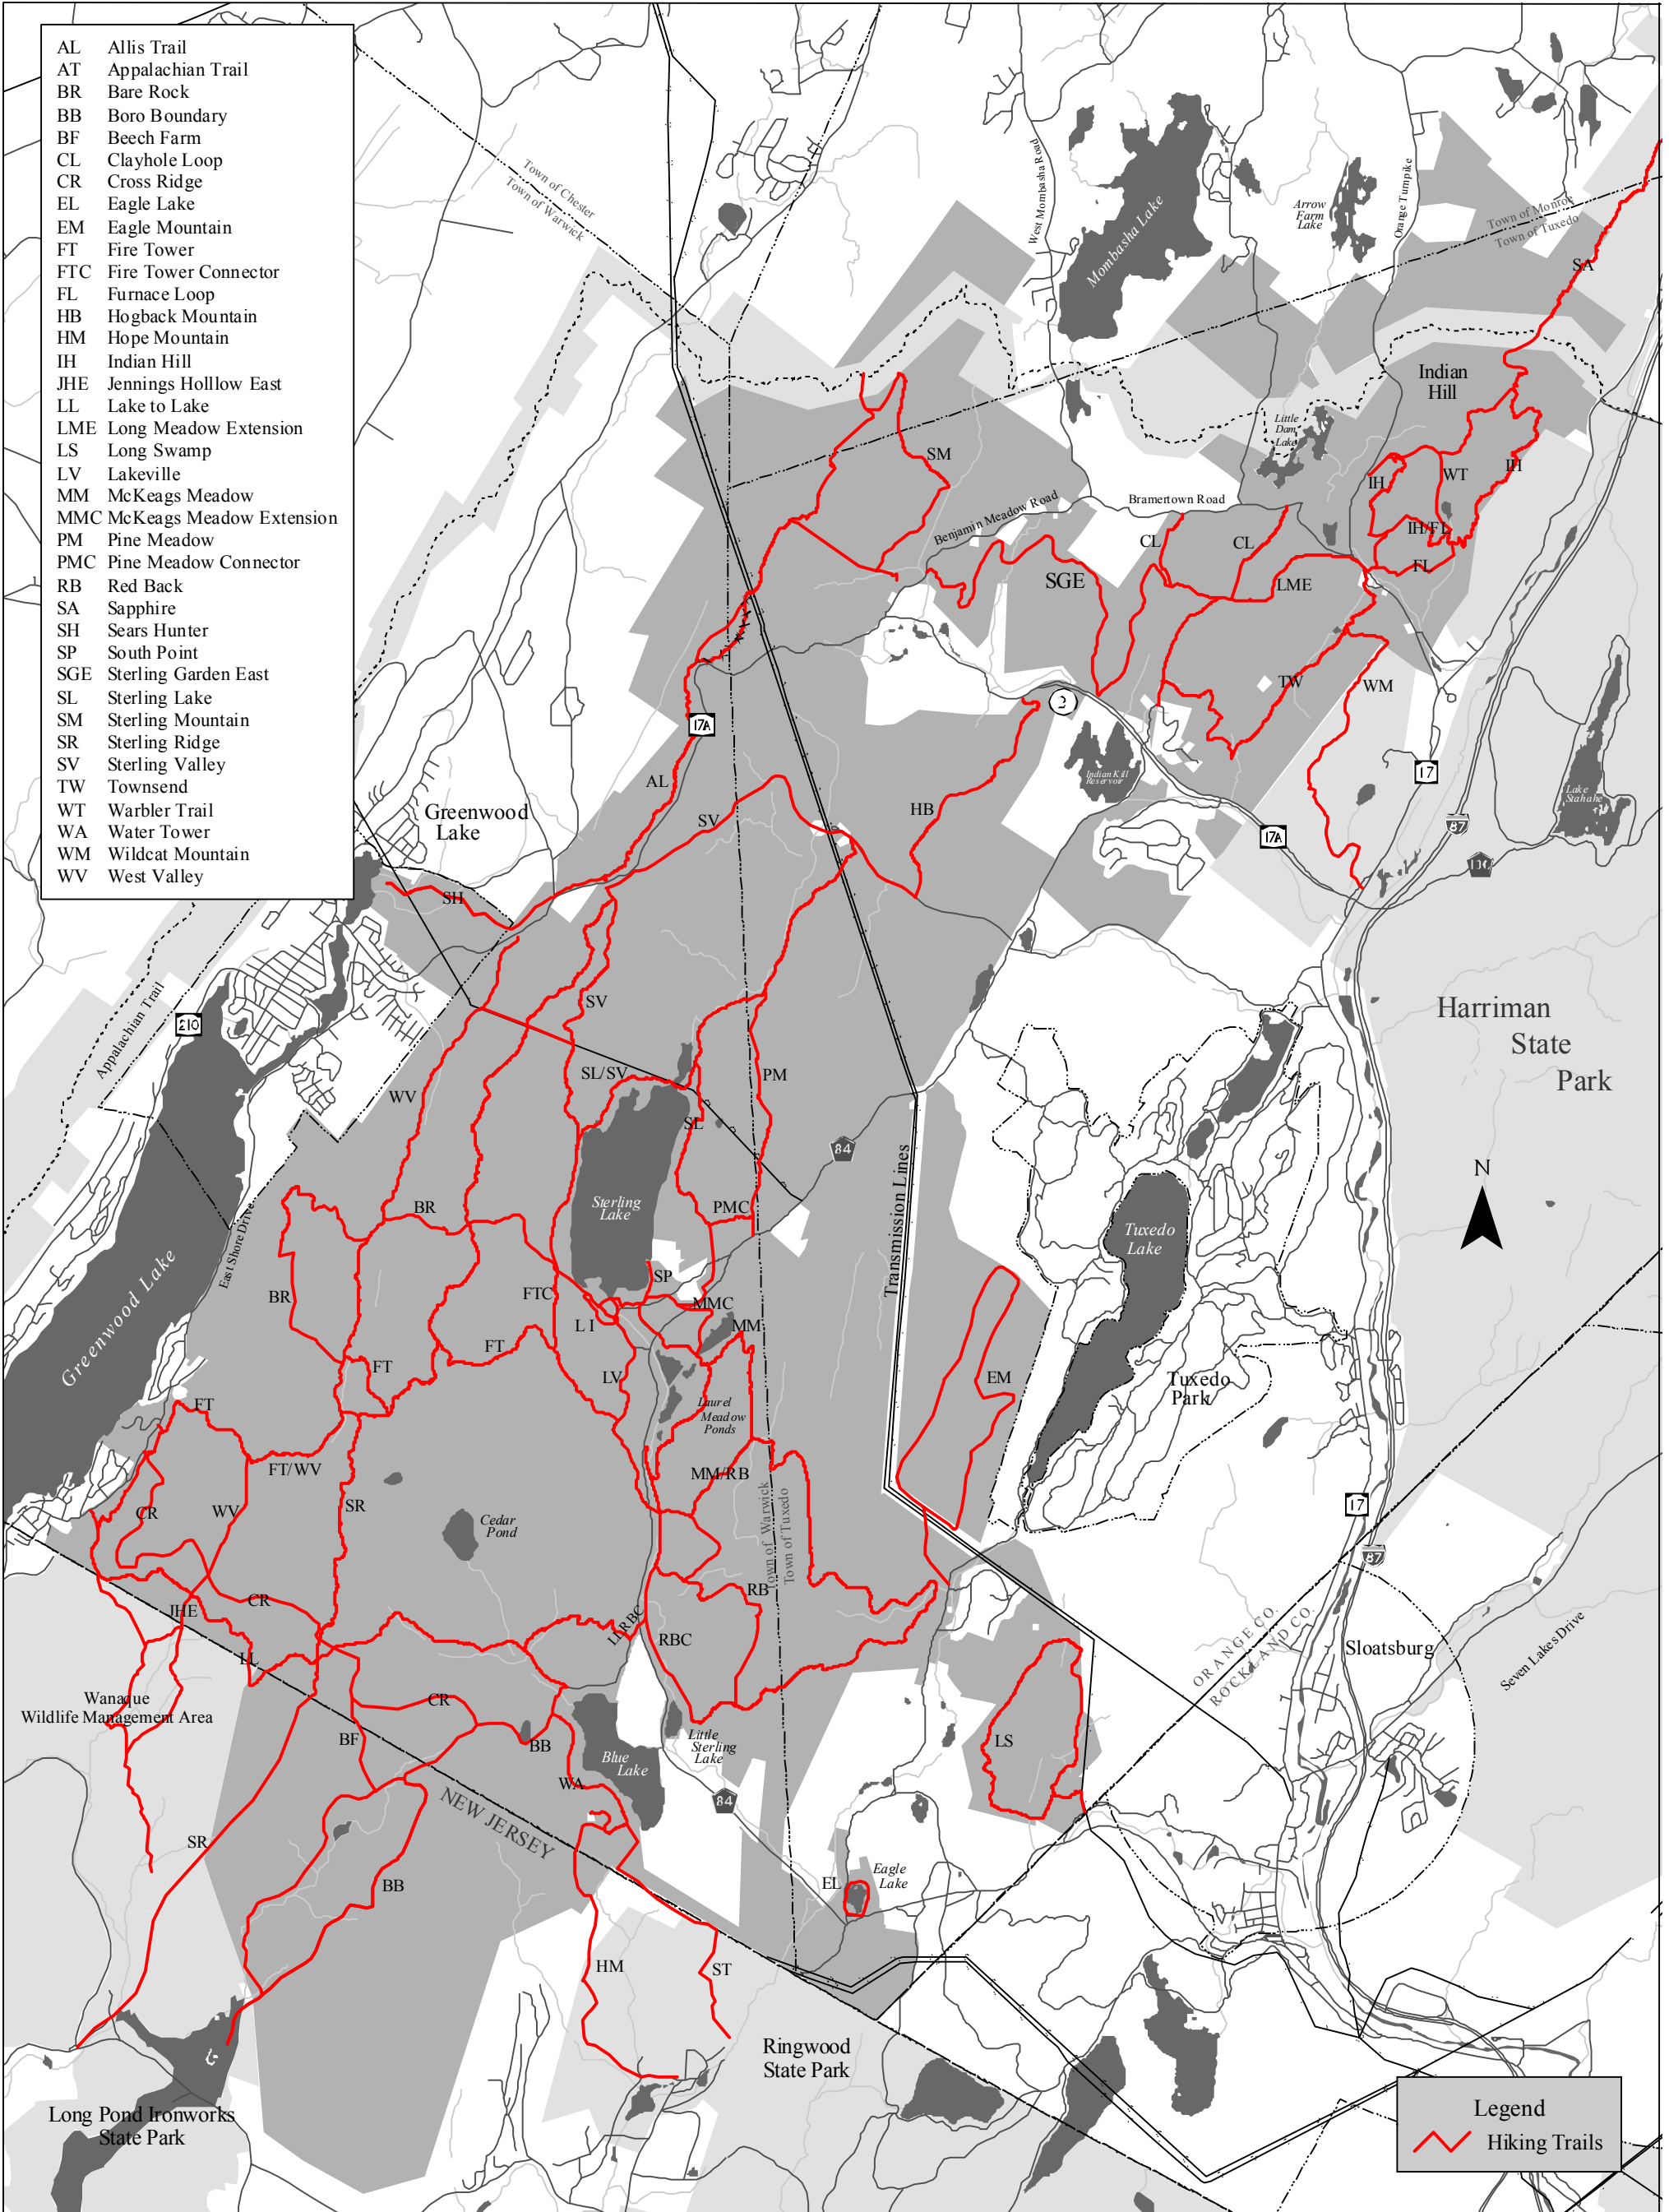 AL Allis Trail
AT Appalachian Trail
BR Bare Rock
BB Boro Boundary
BF Beech Farm
CL Clayhole Loop
CR Cross Ridge
EL Eagle Lake
EM Eagle Mountain
FT Fire Tower
FTC Fire Tower Connector
FL Furnace Loop
HB Hogback Mountain
HM Hope Mountain
IH Indian Hill
JHE Jennings Holllow East
LL Lake to Lake
LME Long Meadow Extension
LS Long Swamp
LV Lakeville
MM McKeags Meadow
MMC McKeags Meadow Extension
PM Pine Meadow
PMC Pine Meadow Connector
RB Red Back
SA Sapphire
SH Sears Hunter
SP South Point
SGE Sterling Garden East
SL Sterling Lake
SM Sterling Mountain
SR Sterling Ridge
SV Sterling Valley
TW Townsend
WT Warbler Trail
WA Water Tower
WM Wildcat Mountain
WV West Valley
Town of Chester
Town of Warwick
West Mombasha Road
Mombasha Lake
Arrow
Farm
Lake
Orange Turnpike
Town of Monroe
Town of Tuxedo
SA
Indian
Hill
Little
Dam
Lake
SM
IH
WT
IH
Benjamin Meadow Road
Bramertown Road
CL
CL
IH/FL
FL
SGE
LME
TW
WM
2
17A
17
Indian Kill
Reservoir
Lake
Stahahe
AL
HB
SV
Greenwood
Lake
17A
87
SH
Appalachian Trail
210
SV
Harriman
State
Park
WV
SL/SV
PM
SL
84
Transmission Lines
N
BR
Sterling
Lake
PMC
East Shore Drive
Tuxedo
Lake
Greenwood Lake
BR
FTC
SP
MMC
L I
MM
FT
FT
LV
EM
Tuxedo
Park
FT
Laurel
Meadow
Ponds
FT/WV
MM/RB
CR
WV
SR
Cedar
Pond
Town of Warwick
Town of Tuxedo
17
87
CR
JHE
RB
LL
RBC
ORANGE CO.
ROCKLAND CO.
Sloatsburg
Seven Lakes Drive
Wanaque
Wildlife Management Area
CR
BF
BB
Little
Sterling
Lake
LS
Blue
Lake
WA
84
NEW JERSEY
SR
BB
EL
Eagle
Lake
HM
ST
Ringwood
State Park
Long Pond Ironworks
State Park
Legend
Hiking Trails